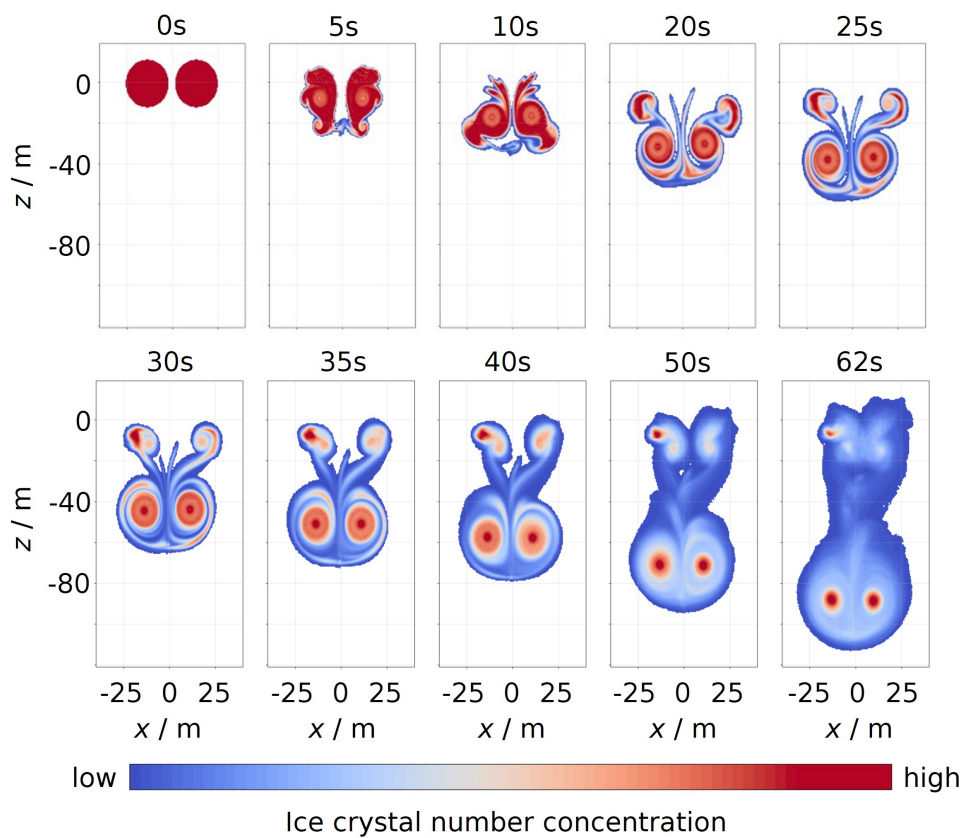 0s 5s 10s 20s 25s
0
-40
-80
z / m
30s 35s 40s 50s 62s
0
-40
-80
z / m
-25 0 25 -25 0 25 -25 0 25 -25 0 25 -25 0 25
x / m x / m x / m x / m x / m
low high
Ice crystal number concentration